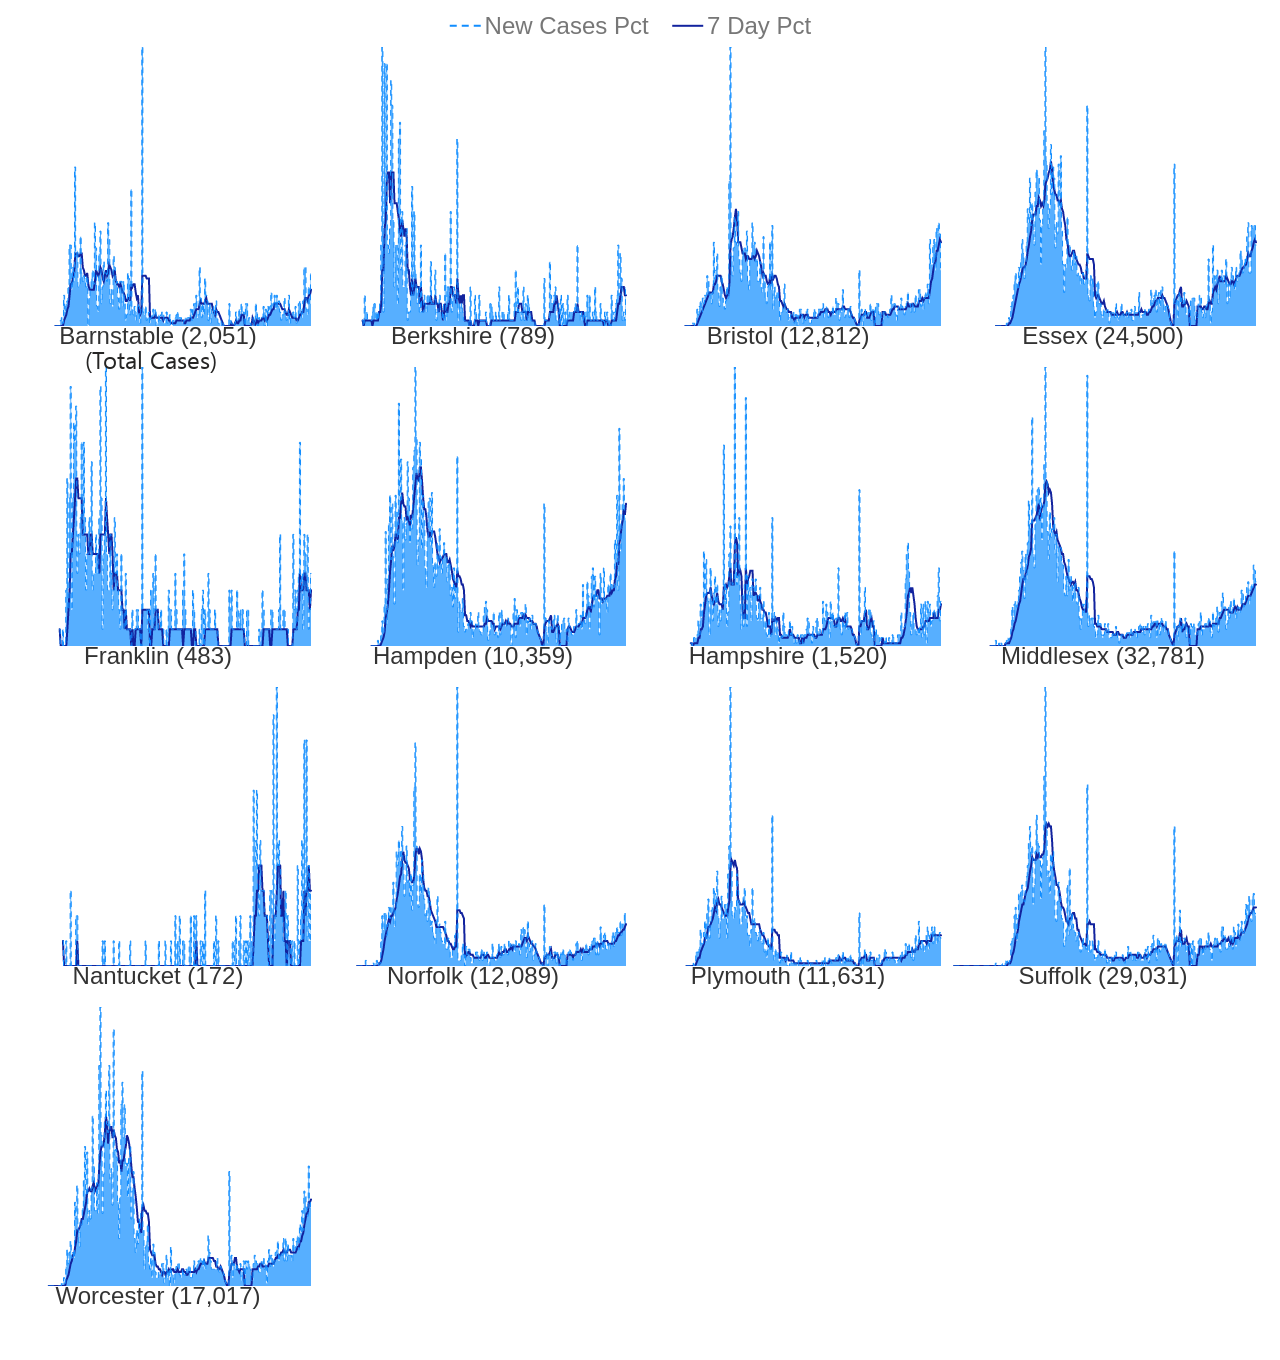 New Cases Pct 7 Day Pct
Barnstable (2,051) Berkshire (789) Bristol (12,812) Essex (24,500)
(Total Cases)
Franklin (483) Hampden (10,359) Hampshire (1,520) Middlesex (32,781)
Nantucket (172) Norfolk (12,089) Plymouth (11,631) Suffolk (29,031)
Worcester (17,017)